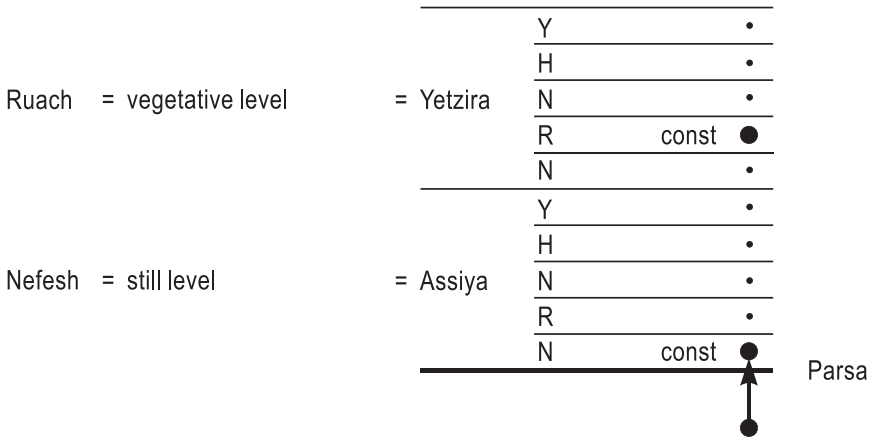 Y
H
Ruach = vegetative level = Yetzira N
R const
N
Y
H
Nefesh = still level = Assiya N
R
N const
Parsa